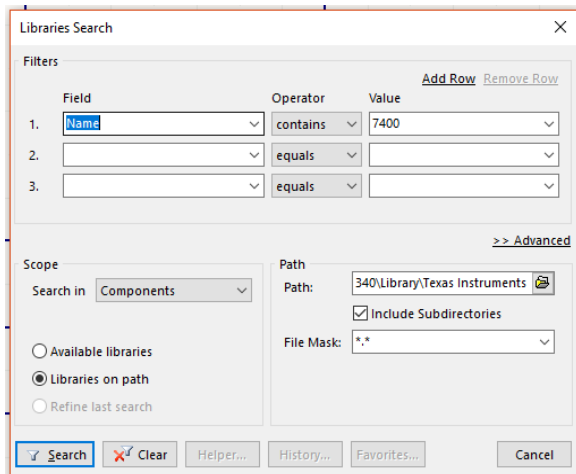 Libraries Search
Filters
Add Row Remove Row
Field Operator Value
1. Name contains 7400
2. equals
3. equals
>> Advanced
Scope
Search in Components
Available libraries
Libraries on path
Refine last search
Path
Path: 340\Library\Texas Instruments
Include Subdirectories
File Mask: *.*
Search Clear Helper... History... Favorites... Cancel